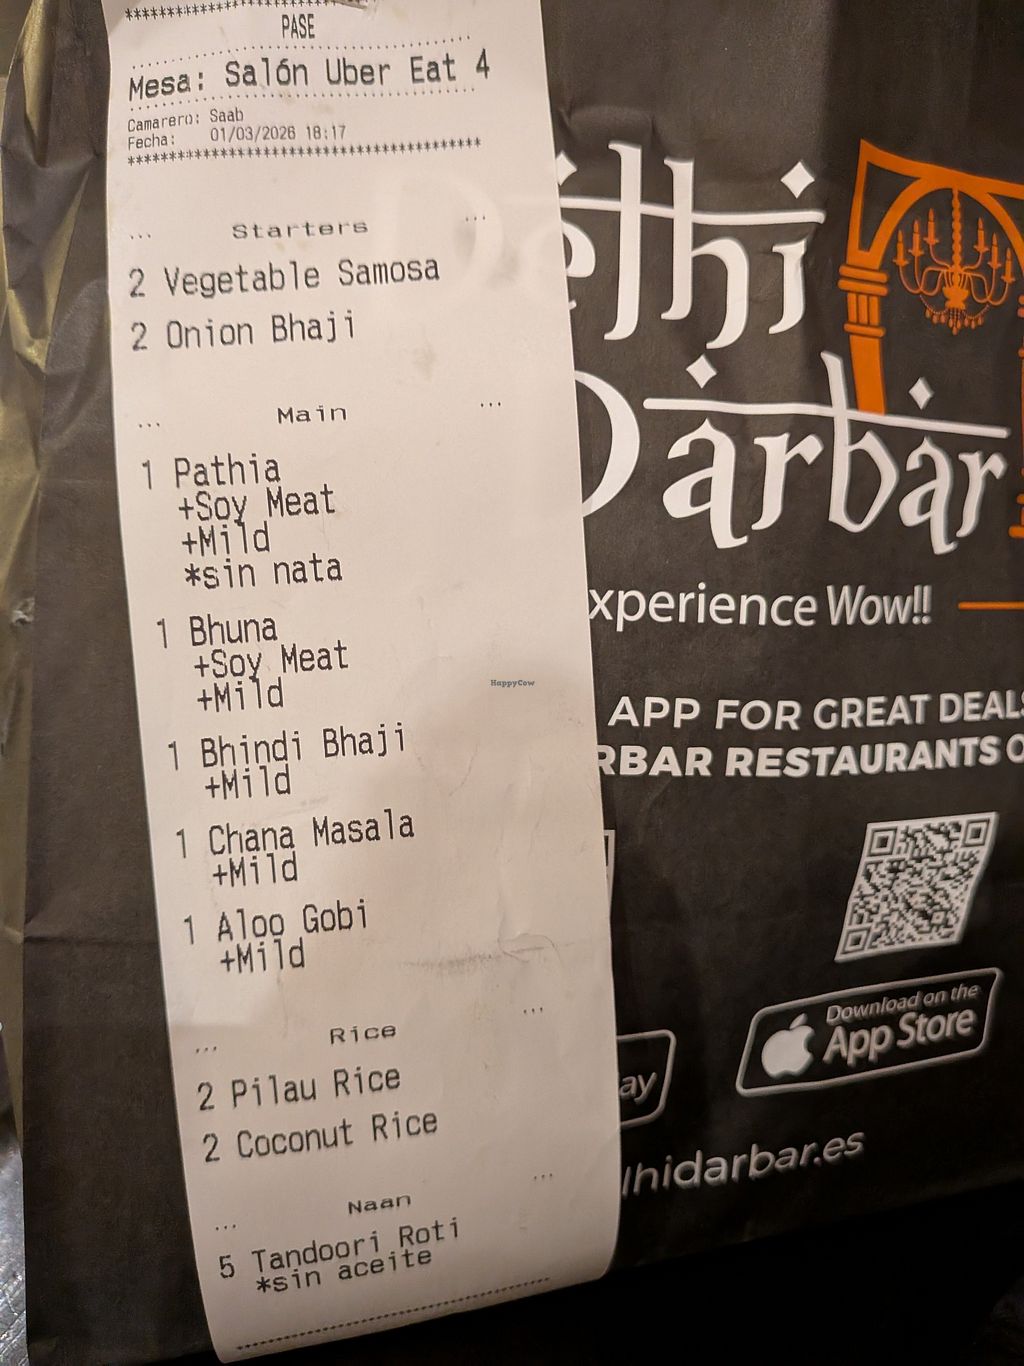 PASE
Mesa: Salón Uber Eat 4
Camarero: Saab
Fecha: 01/03/2026 18:17
... Starters ...
2 Vegetable Samosa
2 Onion Bhaji
... Main ...
1 Pathia
+Soy Meat
+Mild
*sin nata
1 Bhuna
+Soy Meat
+Mild
1 Bhindi Bhaji
+Mild
1 Chana Masala
+Mild
1 Aloo Gobi
+Mild
... Rice ...
2 Pilau Rice
2 Coconut Rice
... Naan ...
5 Tandoori Roti
*sin aceite
Delhi
Darbar
xperience Wow!!
APP FOR GREAT DEALS
RBAR RESTAURANTS O
Download on the
App Store
ay
lhidarbar.es
HappyCow